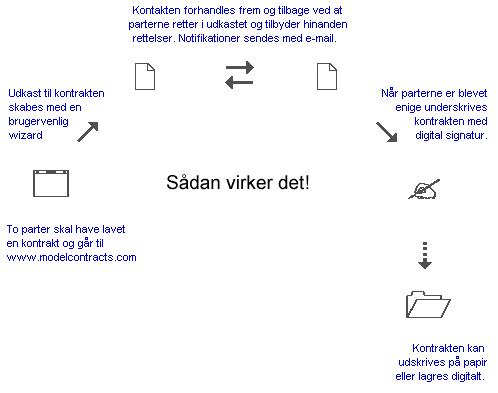 Kontakten forhandles frem og tilbage ved at
parterne retter i udkastet og tilbyder hinanden
rettelser. Notifikationer sendes med e-mail.
Udkast til kontrakten
skabes med en
brugervenlig
wizard
Når parterne er blevet
enige underskrives
kontrakten med
digital signatur.
Sådan virker det!
To parter skal have lavet
en kontrakt og går til
www.modelcontracts.com
Kontrakten kan
udskrives på papir
eller lagres digitalt.